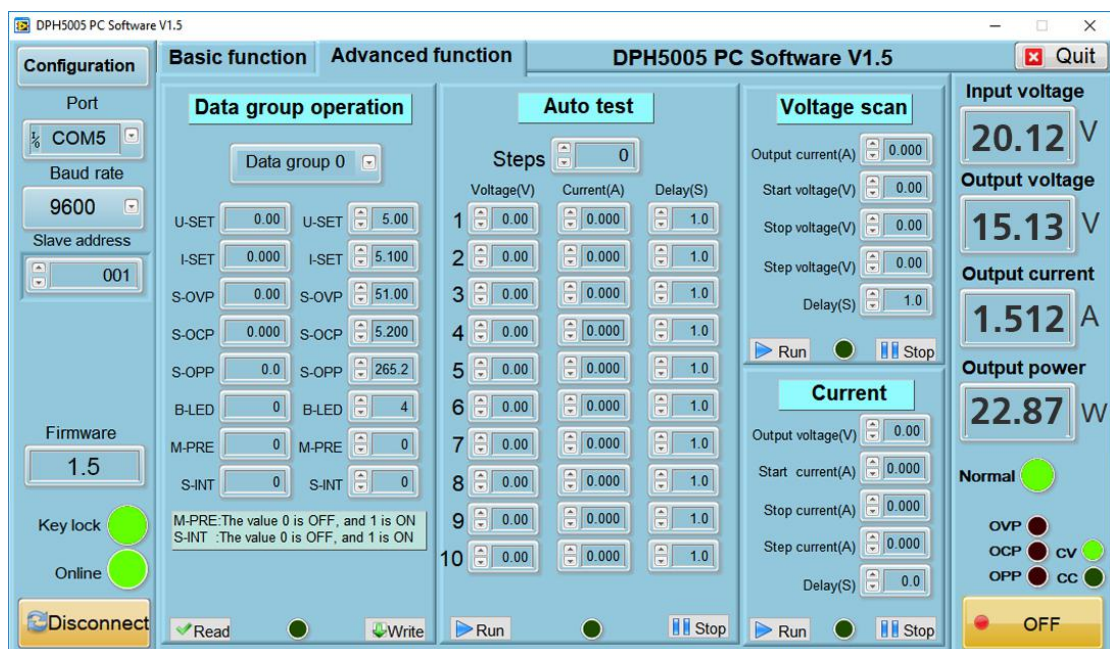 DPH5005 PC Software V1.5
Configuration
Basic function
Advanced function
DPH5005 PC Software V1.5
Quit
Port
COM5
Baud rate
9600
Slave address
001
Firmware
1.5
Key lock
Online
Disconnect
Data group operation
Data group 0
U-SET 0.00 U-SET 5.00
I-SET 0.000 I-SET 5.100
S-OVP 0.00 S-OVP 51.00
S-OCP 0.000 S-OCP 5.200
S-OPP 0.0 S-OPP 265.2
B-LED 0 B-LED 4
M-PRE 0 M-PRE 0
S-INT 0 S-INT 0
M-PRE:The value 0 is OFF, and 1 is ON
S-INT :The value 0 is OFF, and 1 is ON
Read Write
Auto test
Steps 0
Voltage(V) Current(A) Delay(S)
1 0.00 0.000 1.0
2 0.00 0.000 1.0
3 0.00 0.000 1.0
4 0.00 0.000 1.0
5 0.00 0.000 1.0
6 0.00 0.000 1.0
7 0.00 0.000 1.0
8 0.00 0.000 1.0
9 0.00 0.000 1.0
10 0.00 0.000 1.0
Run Stop
Voltage scan
Output current(A) 0.000
Start voltage(V) 0.00
Stop voltage(V) 0.00
Step voltage(V) 0.00
Delay(S) 1.0
Run Stop
Current
Output voltage(V) 0.00
Start current(A) 0.000
Stop current(A) 0.000
Step current(A) 0.000
Delay(S) 0.0
Run Stop
Input voltage
20.12 V
Output voltage
15.13 V
Output current
1.512 A
Output power
22.87 W
Normal
OVP
OCP CV
OPP CC
OFF